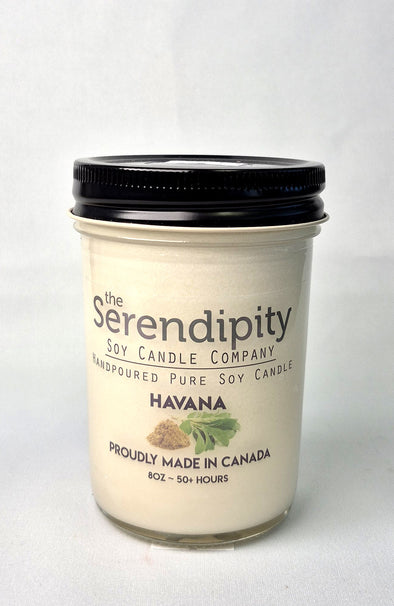 the
Serendipity
SOY CANDLE COMPANY
HANDPOURED PURE SOY CANDLE
HAVANA
PROUDLY MADE IN CANADA
8OZ ~ 50+ HOURS